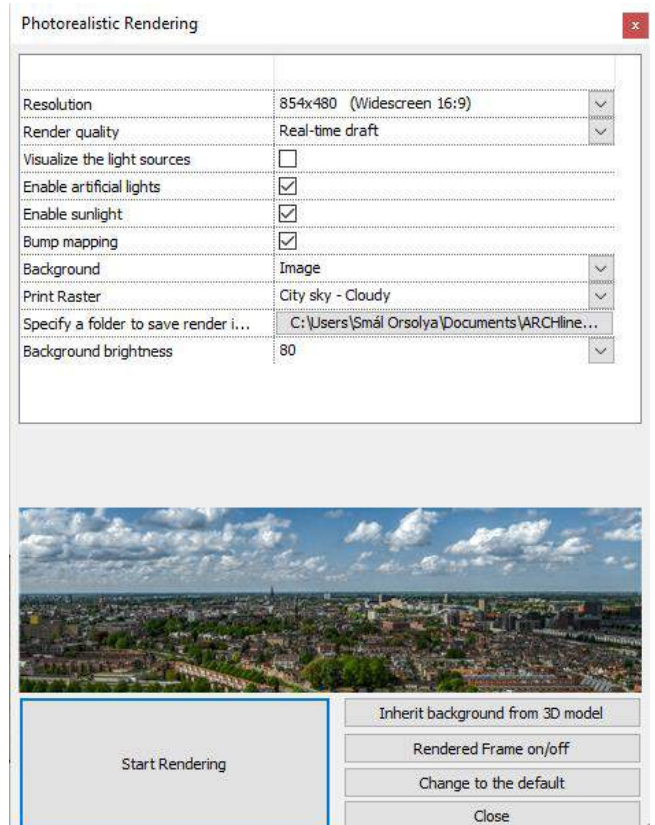 Photorealistic Rendering
x
Resolution 854x480 (Widescreen 16:9)
Render quality Real-time draft
Visualize the light sources
Enable artificial lights
Enable sunlight
Bump mapping
Background Image
Print Raster City sky - Cloudy
Specify a folder to save render i... C:\Users\Smál Orsolya\Documents\ARCHline...
Background brightness 80
Start Rendering
Inherit background from 3D model
Rendered Frame on/off
Change to the default
Close